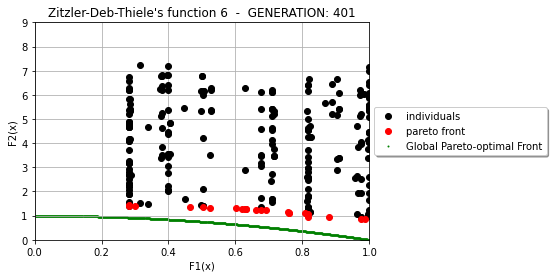 Zitzler-Deb-Thiele's function 6 - GENERATION: 401
9
8
7
6
5
4
3
2
1
0
F2(x)
0.0 0.2 0.4 0.6 0.8 1.0
F1(x)
individuals
pareto front
Global Pareto-optimal Front